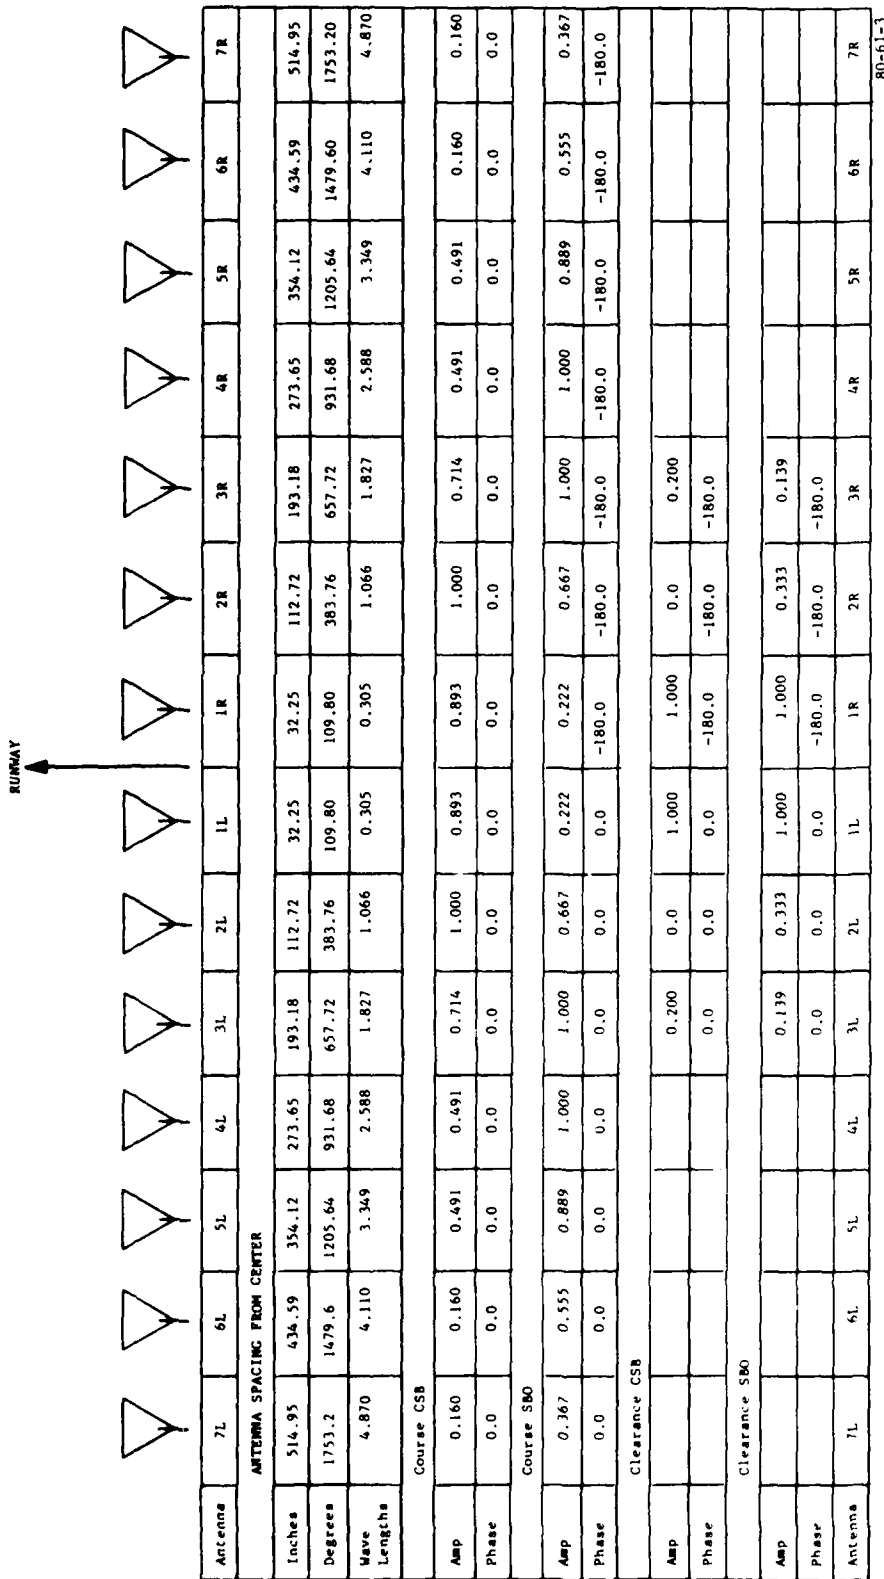 RUNWAY
Antenna 7L 6L 5L 4L 3L 2L 1L 1R 2R 3R 4R 5R 6R 7R
ANTENNA SPACING FROM CENTER
Inches 514.95 434.59 354.12 273.65 193.18 112.72 32.25 32.25 112.72 193.18 273.65 354.12 434.59 514.95
Degrees 1753.2 1479.6 1205.64 931.68 657.72 383.76 109.80 109.80 383.76 657.72 931.68 1205.64 1479.60 1753.20
Wave Lengths 4.870 4.110 3.349 2.588 1.827 1.066 0.305 0.305 1.066 1.827 2.588 3.349 4.110 4.870
Course CSB
Amp 0.160 0.160 0.491 0.491 0.714 1.000 0.893 0.893 1.000 0.714 0.491 0.491 0.160 0.160
Phase 0.0 0.0 0.0 0.0 0.0 0.0 0.0 0.0 0.0 0.0 0.0 0.0 0.0 0.0
Course SBO
Amp 0.367 0.555 0.889 1.000 1.000 0.667 0.222 0.222 0.667 1.000 1.000 0.889 0.555 0.367
Phase 0.0 0.0 0.0 0.0 0.0 0.0 0.0 -180.0 -180.0 -180.0 -180.0 -180.0 -180.0 -180.0
Clearance CSB
Amp 0.200 0.0 1.000 1.000 0.0 0.200
Phase 0.0 0.0 0.0 -180.0 -180.0 -180.0
Clearance SBO
Amp 0.139 0.333 1.000 1.000 0.333 0.139
Phase 0.0 0.0 0.0 -180.0 -180.0 -180.0
Antenna 7L 6L 5L 4L 3L 2L 1L 1R 2R 3R 4R 5R 6R 7R
80-61-3